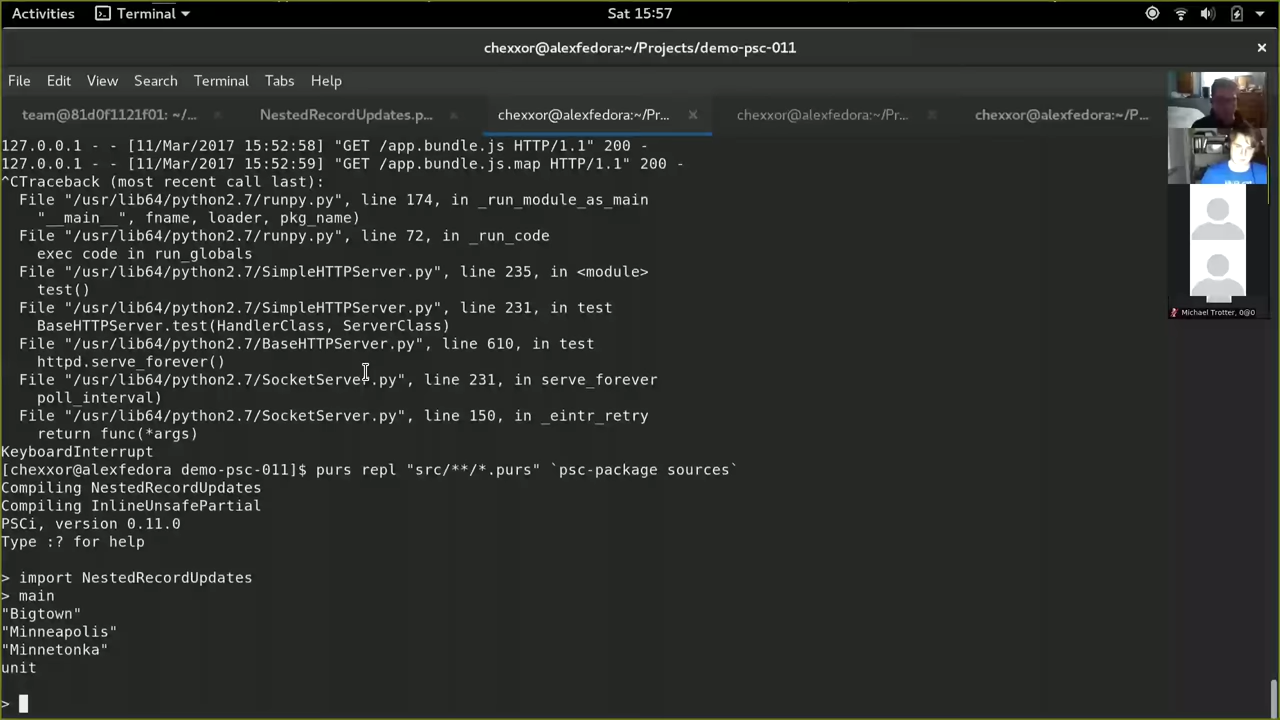 Activities Terminal Sat 15:57
chexxor@alexfedora:~/Projects/demo-psc-011
File Edit View Search Terminal Tabs Help
team@81d0f1121f01: ~/... NestedRecordUpdates.p... chexxor@alexfedora:~/Pr... chexxor@alexfedora:~/Pr... chexxor@alexfedora:~/P...
127.0.0.1 - - [11/Mar/2017 15:52:58] "GET /app.bundle.js HTTP/1.1" 200 -
127.0.0.1 - - [11/Mar/2017 15:52:59] "GET /app.bundle.js.map HTTP/1.1" 200 -
^CTraceback (most recent call last):
File "/usr/lib64/python2.7/runpy.py", line 174, in _run_module_as_main
"__main__", fname, loader, pkg_name)
File "/usr/lib64/python2.7/runpy.py", line 72, in _run_code
exec code in run_globals
File "/usr/lib64/python2.7/SimpleHTTPServer.py", line 235, in <module>
test()
File "/usr/lib64/python2.7/SimpleHTTPServer.py", line 231, in test
BaseHTTPServer.test(HandlerClass, ServerClass)
File "/usr/lib64/python2.7/BaseHTTPServer.py", line 610, in test
httpd.serve_forever()
File "/usr/lib64/python2.7/SocketServer.py", line 231, in serve_forever
poll_interval)
File "/usr/lib64/python2.7/SocketServer.py", line 150, in _eintr_retry
return func(*args)
KeyboardInterrupt
[chexxor@alexfedora demo-psc-011]$ purs repl "src/**/*.purs" `psc-package sources`
Compiling NestedRecordUpdates
Compiling InlineUnsafePartial
PSCi, version 0.11.0
Type :? for help
> import NestedRecordUpdates
> main
"Bigtown"
"Minneapolis"
"Minnetonka"
unit
>
Michael Trotter, 0@0